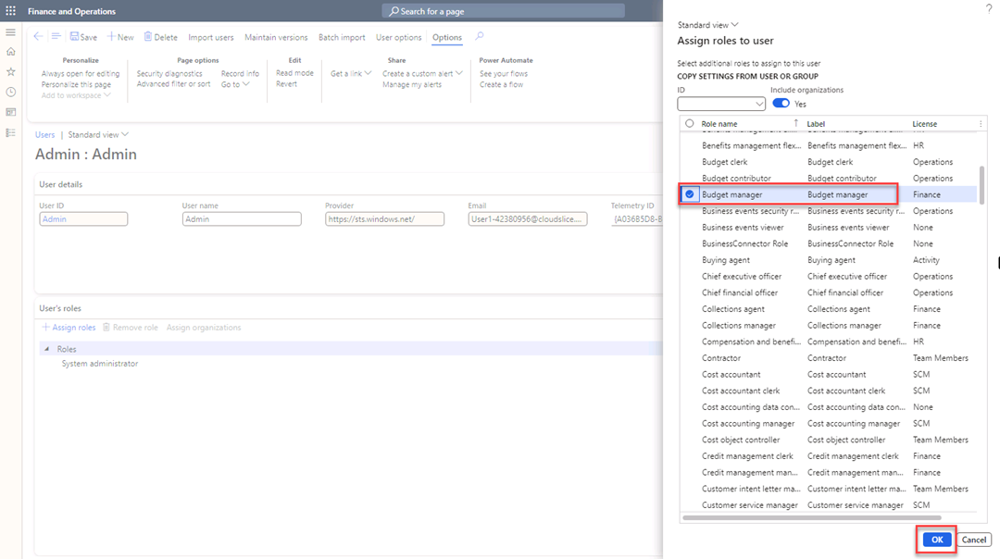 Finance and Operations
Search for a page
?
Save
New
Delete
Import users
Maintain versions
Batch import
User options
Options
Personalize
Always open for editing
Personalize this page
Add to workspace
Page options
Security diagnostics
Advanced filter or sort
Record info
Go to
Edit
Read mode
Revert
Share
Get a link
Create a custom alert
Manage my alerts
Power Automate
See your flows
Create a flow
Users | Standard view
Admin : Admin
User details
User ID
Admin
User name
Admin
Provider
https://sts.windows.net/
Email
User1-42380956@cloudslice....
Telemetry ID
{A036B5D8-B
User's roles
Assign roles
Remove role
Assign organizations
Roles
System administrator
Standard view
Assign roles to user
Select additional roles to assign to this user
COPY SETTINGS FROM USER OR GROUP
ID
Include organizations
Yes
Role name Label License
Benefits management flex... Benefits management flex... HR
Budget clerk Budget clerk Operations
Budget contributor Budget contributor Operations
Budget manager Budget manager Finance
Business events security r... Business events security r... Operations
Business events viewer Business events viewer None
BusinessConnector Role BusinessConnector Role None
Buying agent Buying agent Activity
Chief executive officer Chief executive officer Operations
Chief financial officer Chief financial officer Operations
Collections agent Collections agent Finance
Collections manager Collections manager Finance
Compensation and benefi... Compensation and benefi... HR
Contractor Contractor Team Members
Cost accountant Cost accountant SCM
Cost accountant clerk Cost accountant clerk SCM
Cost accounting data con... Cost accounting data con... None
Cost accounting manager Cost accounting manager SCM
Cost object controller Cost object controller Team Members
Credit management clerk Credit management clerk Finance
Credit management man... Credit management man... Finance
Customer intent letter ma... Customer intent letter ma... Team Members
Customer service manager Customer service manager SCM
OK
Cancel